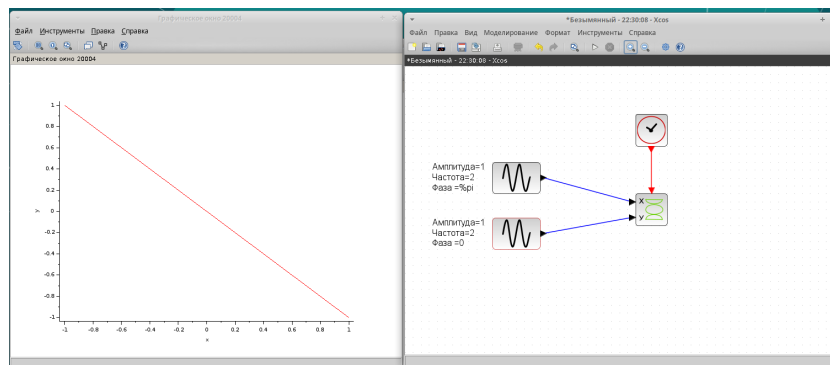 Графическое окно 20004
Файл Инструменты Правка Справка
Графическое окно 20004
1
0.8
0.6
0.4
0.2
0
-0.2
-0.4
-0.6
-0.8
-1
y
-1 -0.8 -0.6 -0.4 -0.2 0 0.2 0.4 0.6 0.8 1
x
*Безымянный - 22:30:08 - Xcos
Файл Правка Вид Моделирование Формат Инструменты Справка
*Безымянный - 22:30:08 - Xcos
Амплитуда=1
Частота=2
Фаза =%pi
Амплитуда=1
Частота=2
Фаза =0
X
Y